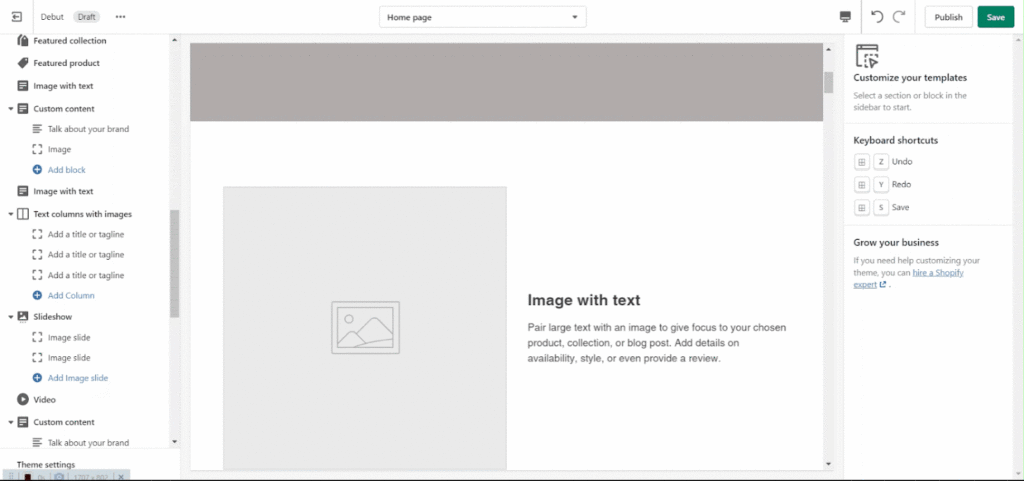 Debut Draft
Home page
Publish
Save
Featured collection
Featured product
Image with text
Custom content
Talk about your brand
Image
Add block
Image with text
Text columns with images
Add a title or tagline
Add a title or tagline
Add a title or tagline
Add Column
Slideshow
Image slide
Image slide
Add Image slide
Video
Custom content
Talk about your brand
Theme settings
Image with text
Pair large text with an image to give focus to your chosen
product, collection, or blog post. Add details on
availability, style, or even provide a review.
Customize your templates
Select a section or block in the
sidebar to start.
Keyboard shortcuts
Z Undo
Y Redo
S Save
Grow your business
If you need help customizing your
theme, you can hire a Shopify
expert .